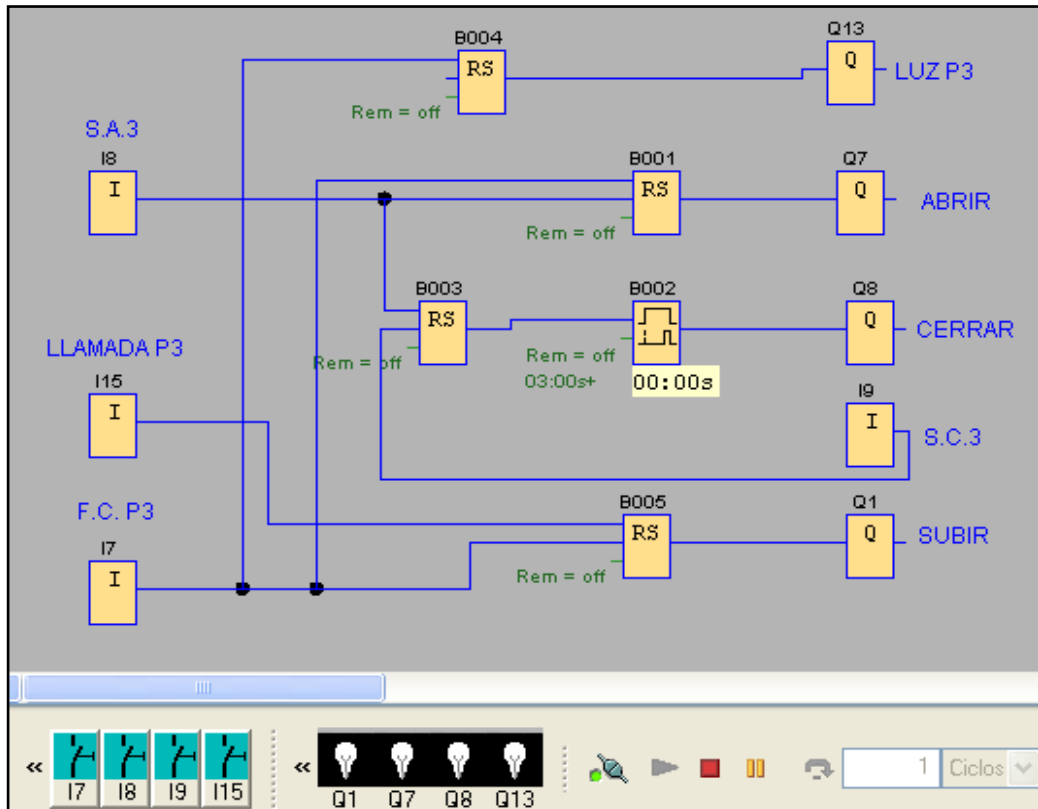 B004
Q13
RS
Q
LUZ P3
Rem = off
S.A.3
I8
I
B001
Q7
RS
Q
ABRIR
Rem = off
B003
B002
Q8
RS
Q
CERRAR
LLAMADA P3
Rem = off
Rem = off
03:00s+
00:00s
I15
I
I9
I
S.C.3
F.C. P3
B005
Q1
RS
Q
SUBIR
I7
I
Rem = off
«
I7
I8
I9
I15
«
Q1
Q7
Q8
Q13
1
Ciclos